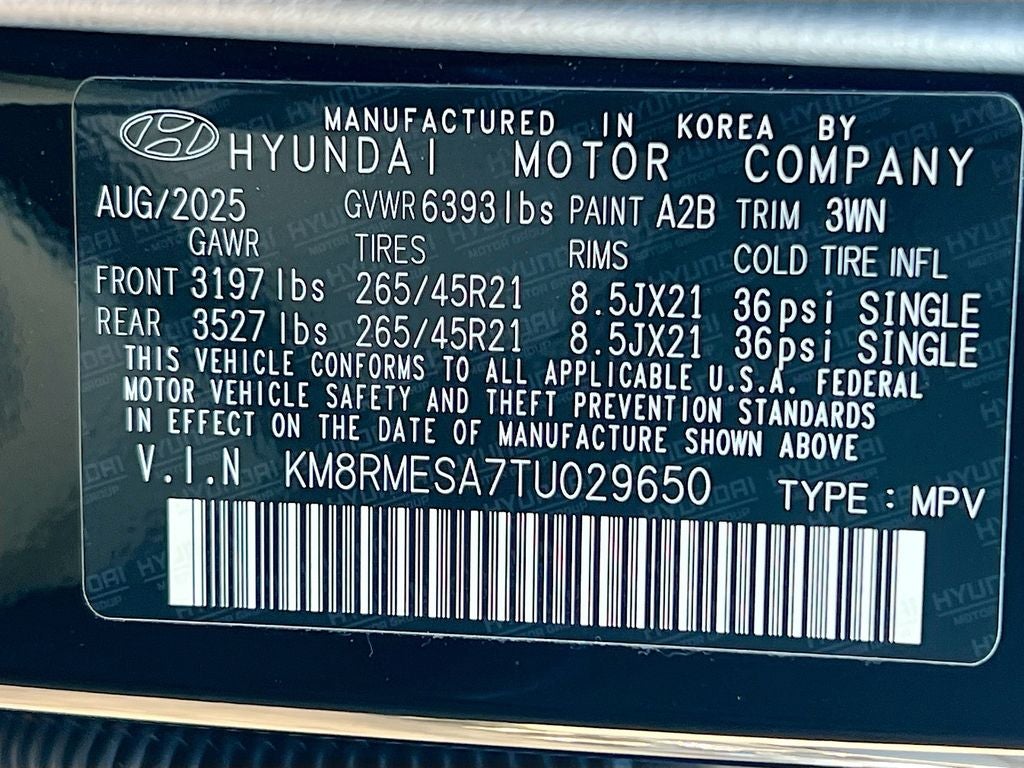 MANUFACTURED IN KOREA BY
HYUNDAI MOTOR COMPANY
AUG/2025 GVWR 6393lbs PAINT A2B TRIM 3WN
GAWR TIRES RIMS COLD TIRE INFL
FRONT 3197 lbs 265/45R21 8.5JX21 36psi SINGLE
REAR 3527 lbs 265/45R21 8.5JX21 36psi SINGLE
THIS VEHICLE CONFORMS TO ALL APPLICABLE U.S.A. FEDERAL
MOTOR VEHICLE SAFETY AND THEFT PREVENTION STANDARDS
IN EFFECT ON THE DATE OF MANUFACTURE SHOWN ABOVE
V.I.N KM8RMESA7TU029650 TYPE : MPV